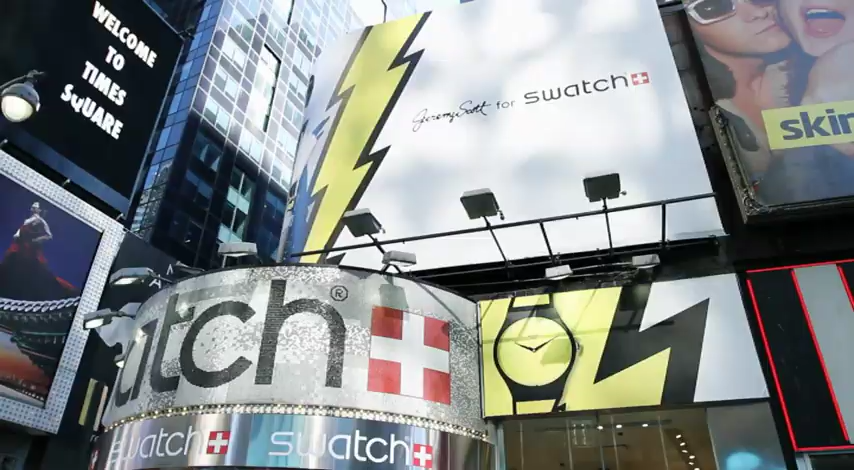 WELCOME
TO
TIMES
SQUARE
Jeremy Scott for swatch
skin
atch®
swatch swatch